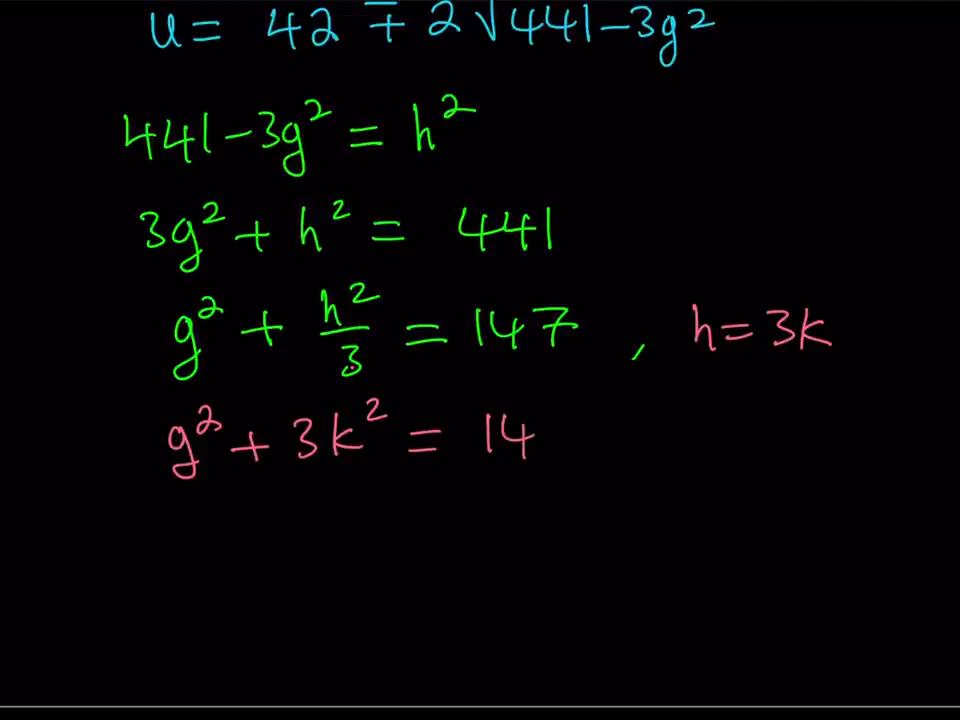 u = 42 ∓ 2√441-3g²
441-3g² = h²
3g² + h² = 441
g² + h²/3 = 147 , h=3k
g² + 3k² = 14